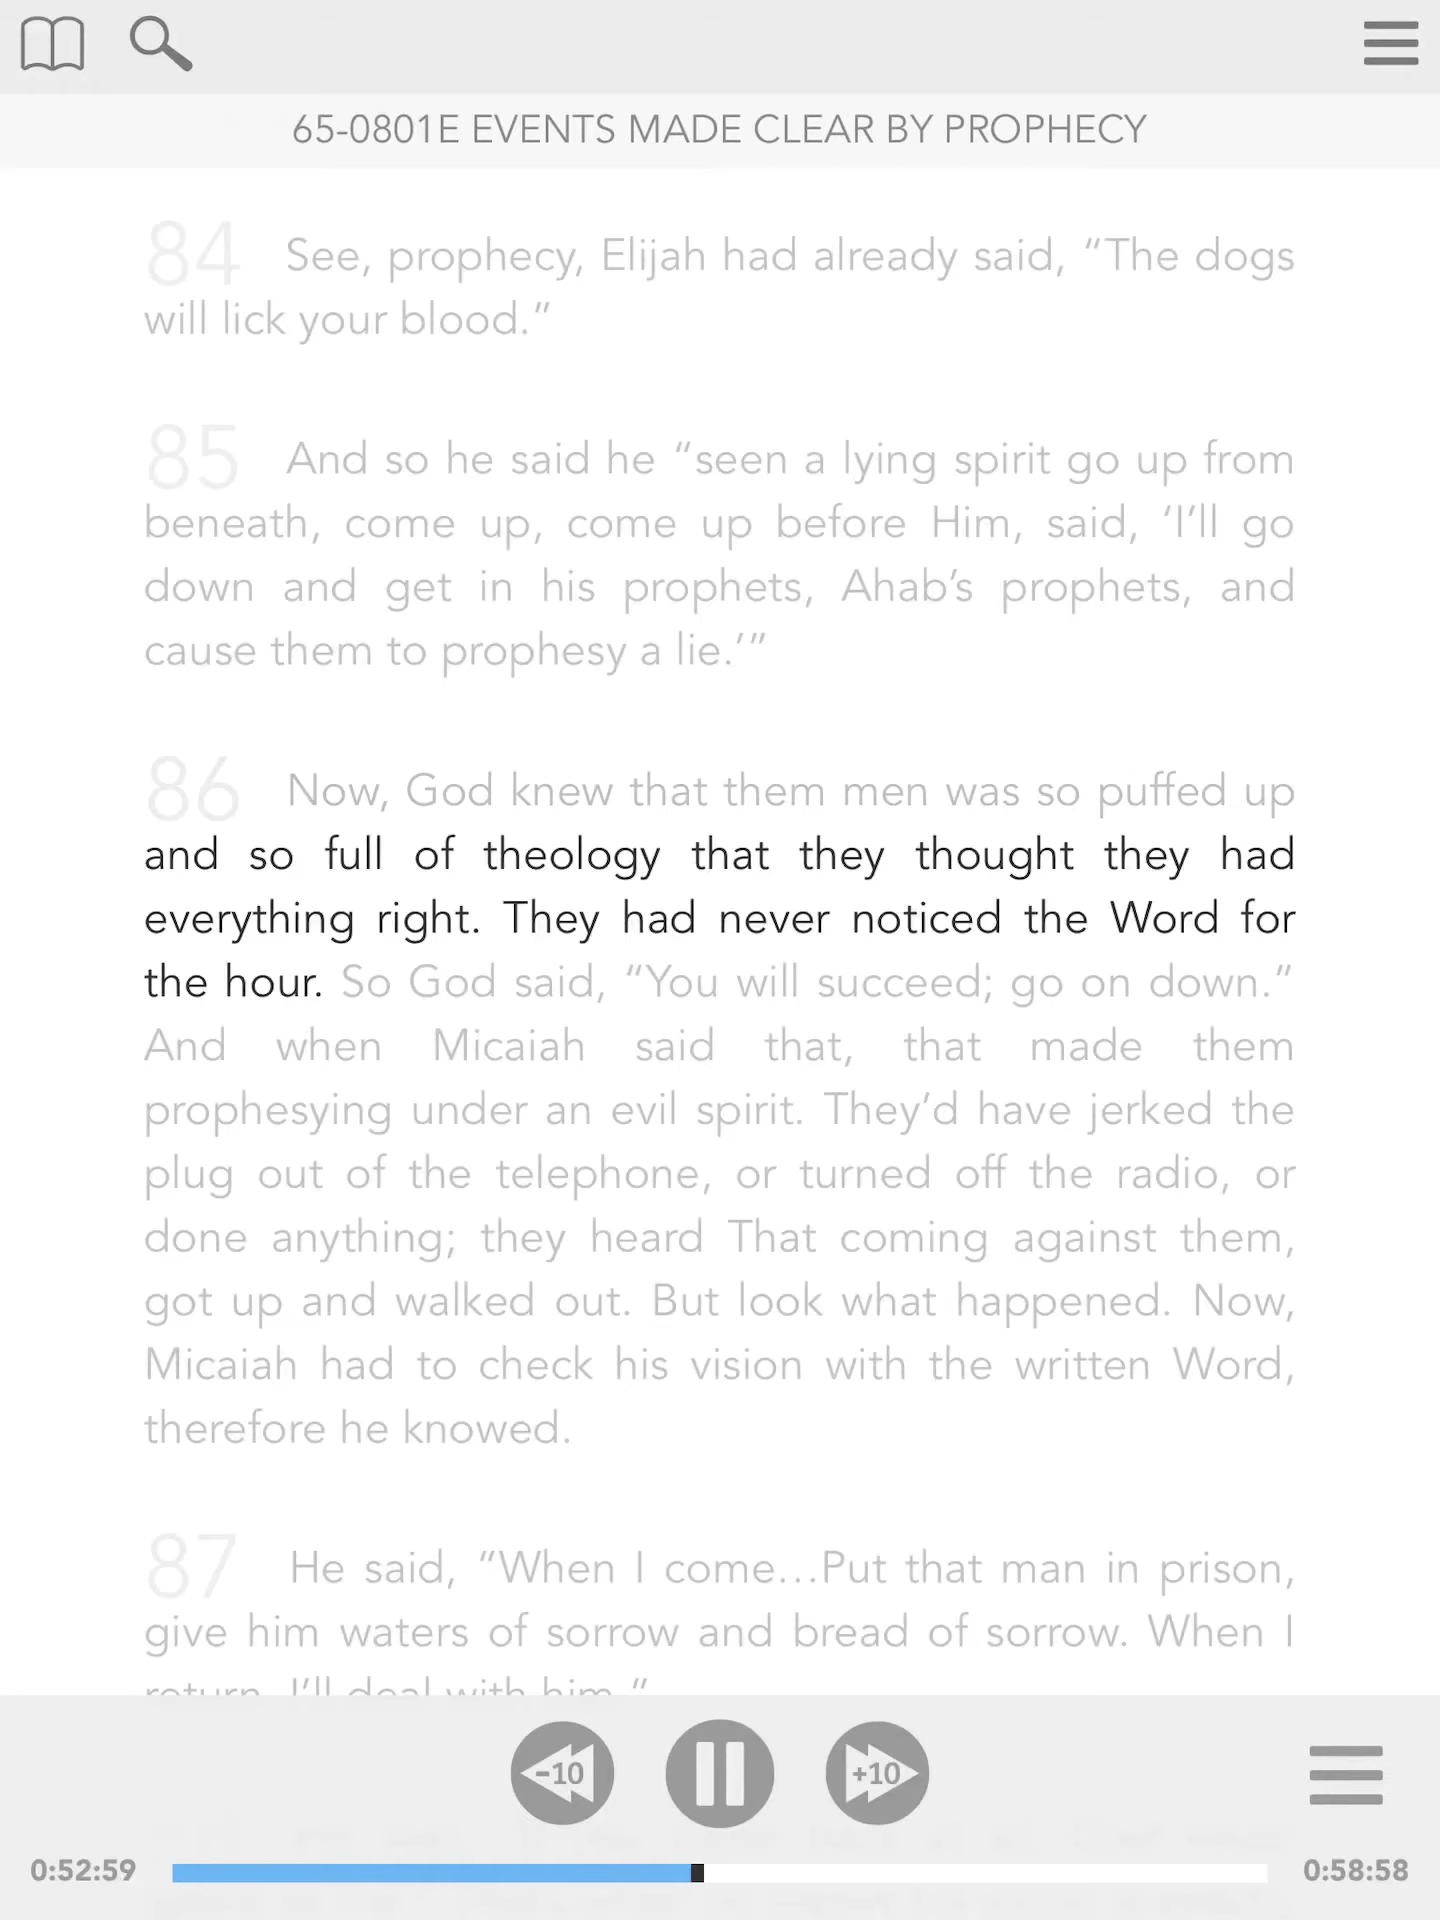 65-0801E EVENTS MADE CLEAR BY PROPHECY
84 See, prophecy, Elijah had already said, “The dogs
will lick your blood.”
85 And so he said he “seen a lying spirit go up from
beneath, come up, come up before Him, said, ‘I’ll go
down and get in his prophets, Ahab’s prophets, and
cause them to prophesy a lie.’”
86 Now, God knew that them men was so puffed up
and so full of theology that they thought they had
everything right. They had never noticed the Word for
the hour. So God said, “You will succeed; go on down.”
And when Micaiah said that, that made them
prophesying under an evil spirit. They’d have jerked the
plug out of the telephone, or turned off the radio, or
done anything; they heard That coming against them,
got up and walked out. But look what happened. Now,
Micaiah had to check his vision with the written Word,
therefore he knowed.
87 He said, “When I come…Put that man in prison,
give him waters of sorrow and bread of sorrow. When I
return, I’ll deal with him.”
-10 +10
0:52:59 0:58:58